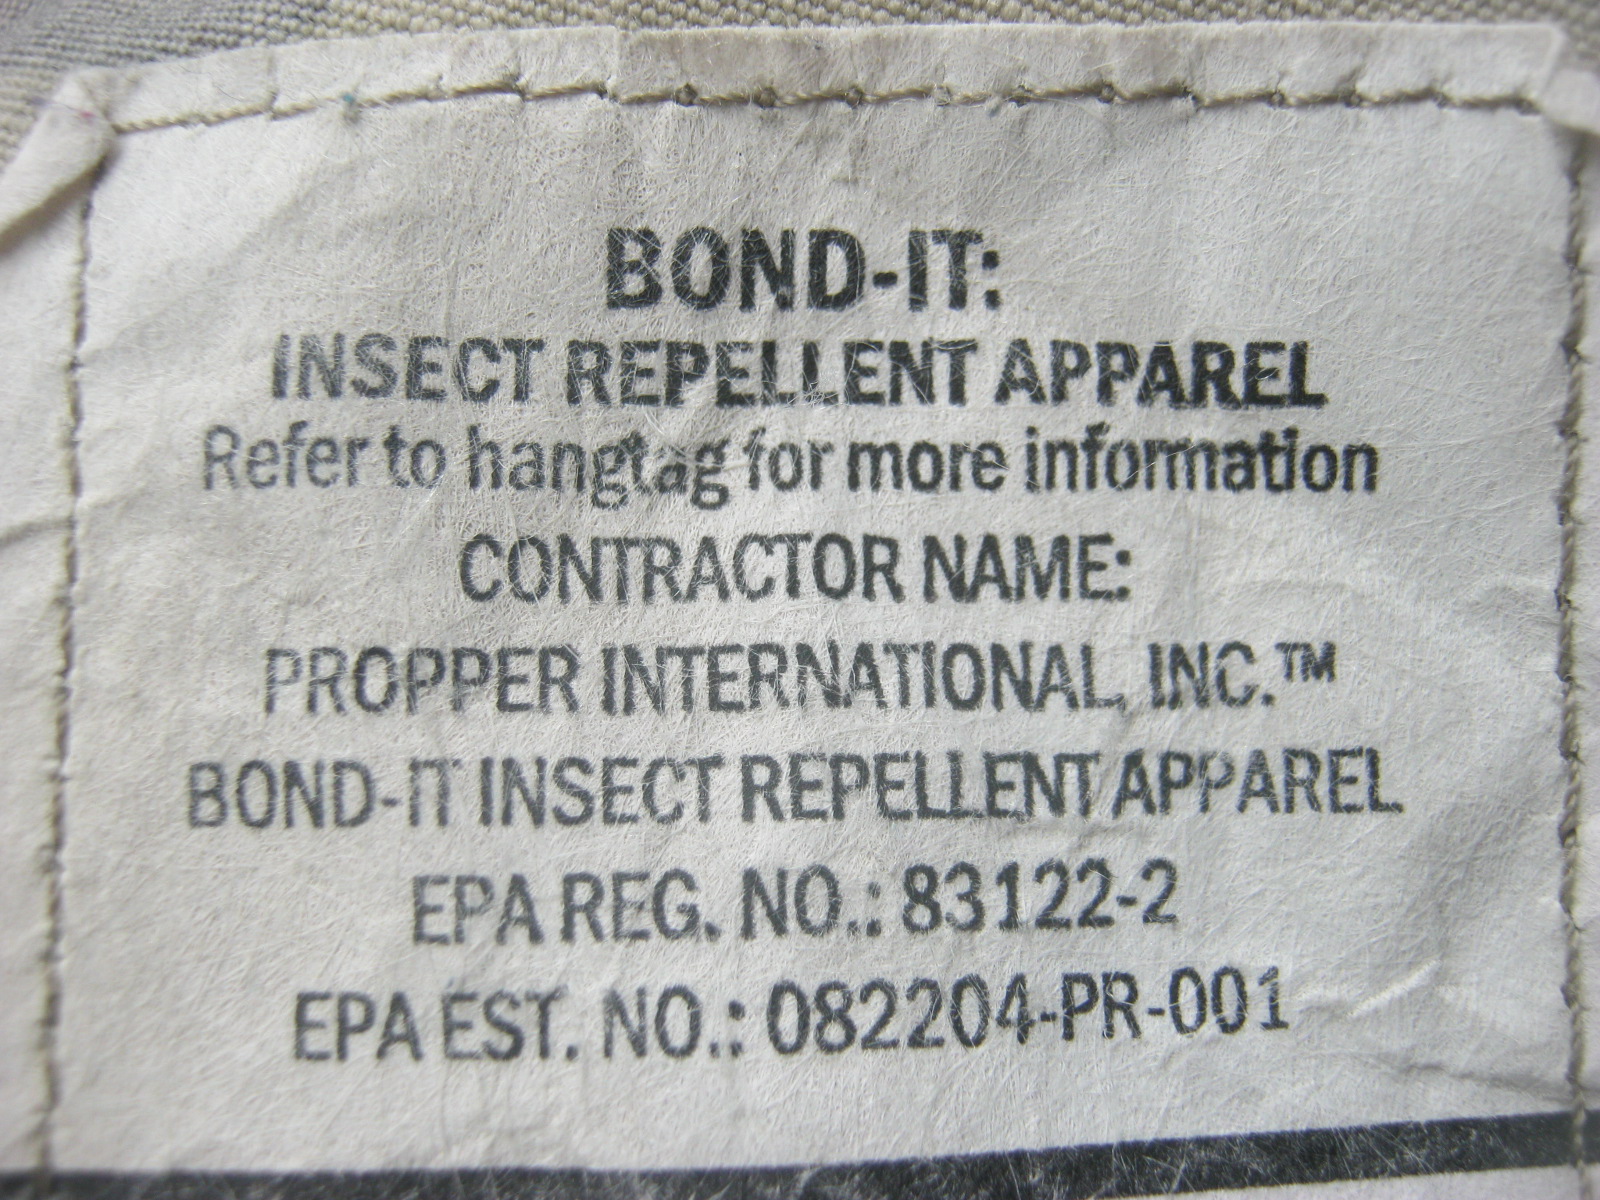 BOND-IT:
INSECT REPELLENT APPAREL
Refer to hangtag for more information
CONTRACTOR NAME:
PROPPER INTERNATIONAL, INC.™
BOND-IT INSECT REPELLENT APPAREL
EPA REG. NO.: 83122-2
EPA EST. NO.: 082204-PR-001